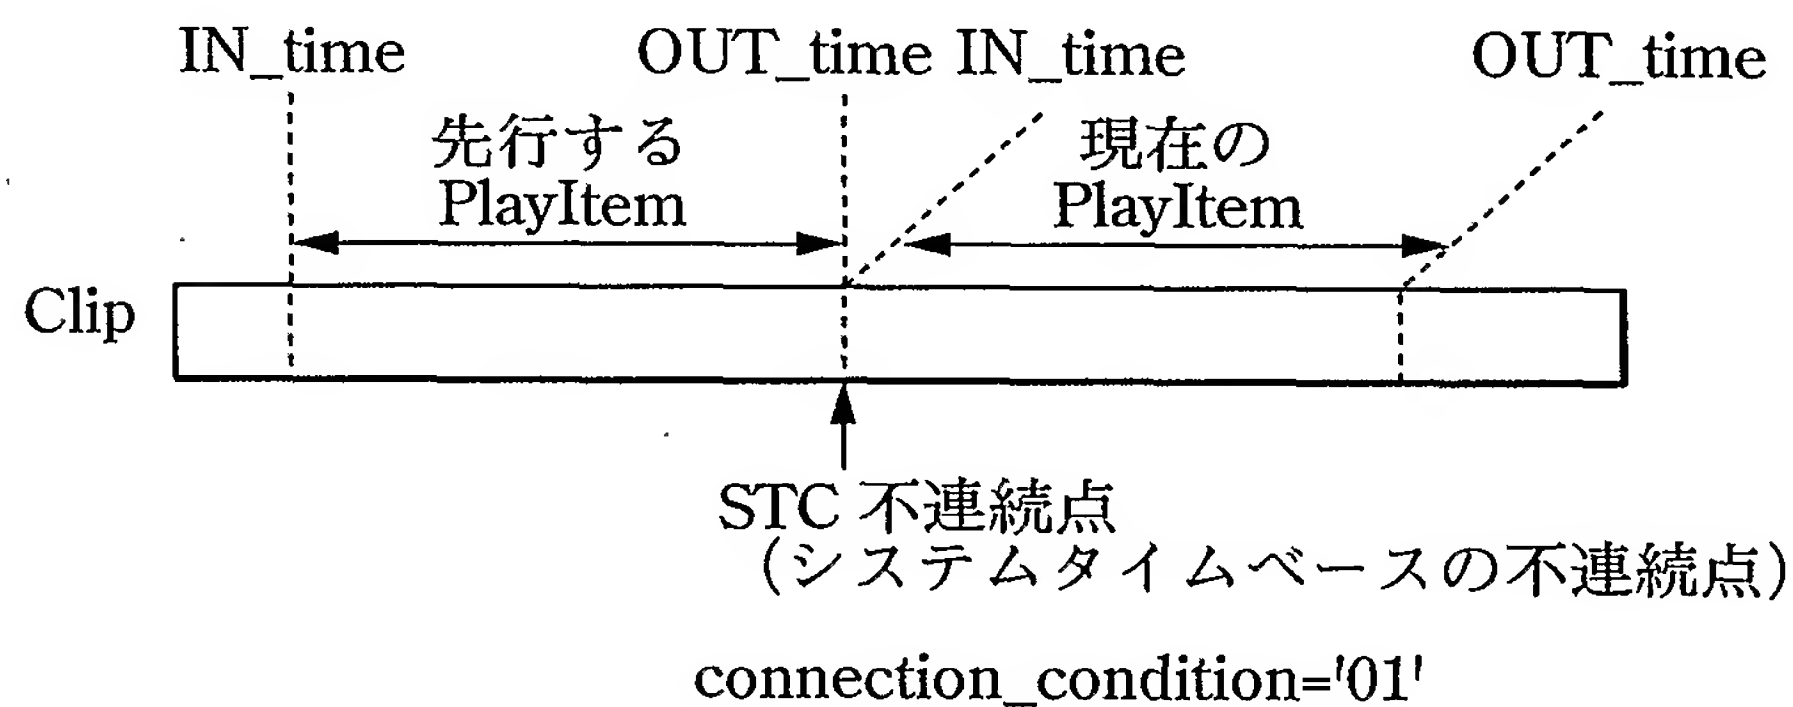 IN_time OUT_time IN_time OUT_time
先行する
PlayItem
現在の
PlayItem
Clip
STC 不連続点
(システムタイムベースの不連続点)
connection_condition='01'